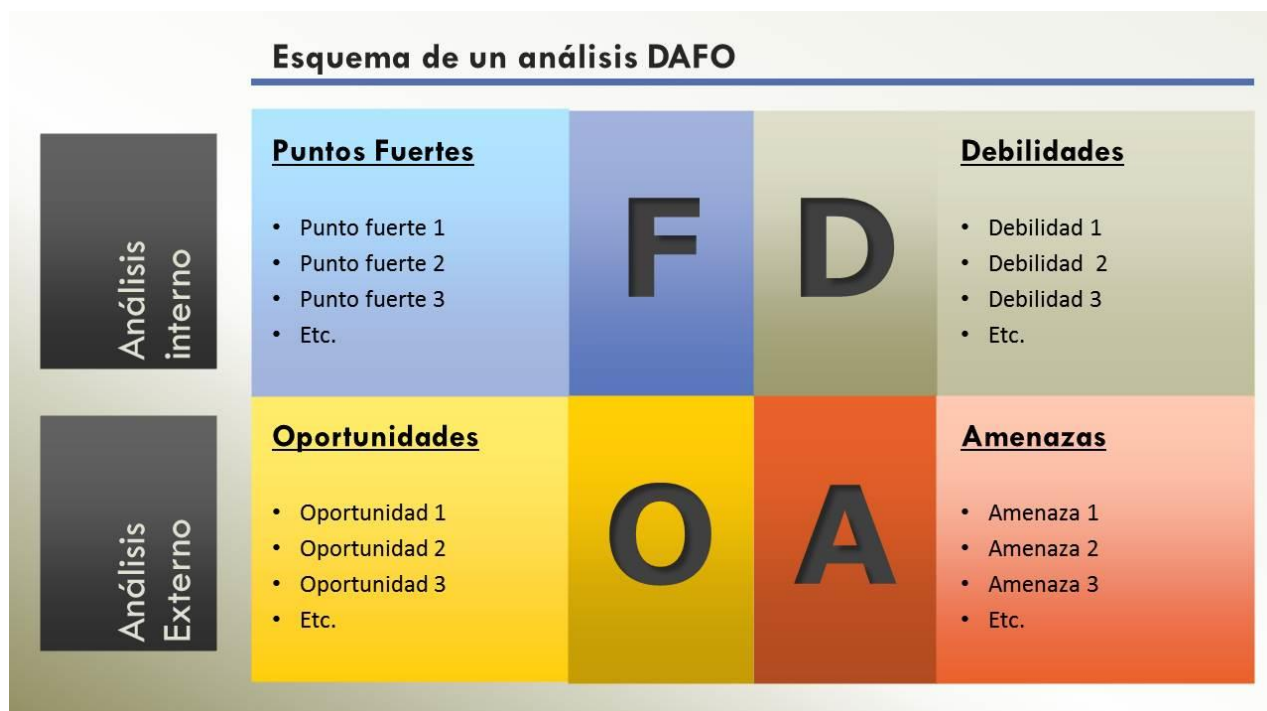 Esquema de un análisis DAFO
Análisis
interno
Puntos Fuertes
• Punto fuerte 1
• Punto fuerte 2
• Punto fuerte 3
• Etc.
F
D
Debilidades
• Debilidad 1
• Debilidad 2
• Debilidad 3
• Etc.
Análisis
Externo
Oportunidades
• Oportunidad 1
• Oportunidad 2
• Oportunidad 3
• Etc.
O
A
Amenazas
• Amenaza 1
• Amenaza 2
• Amenaza 3
• Etc.